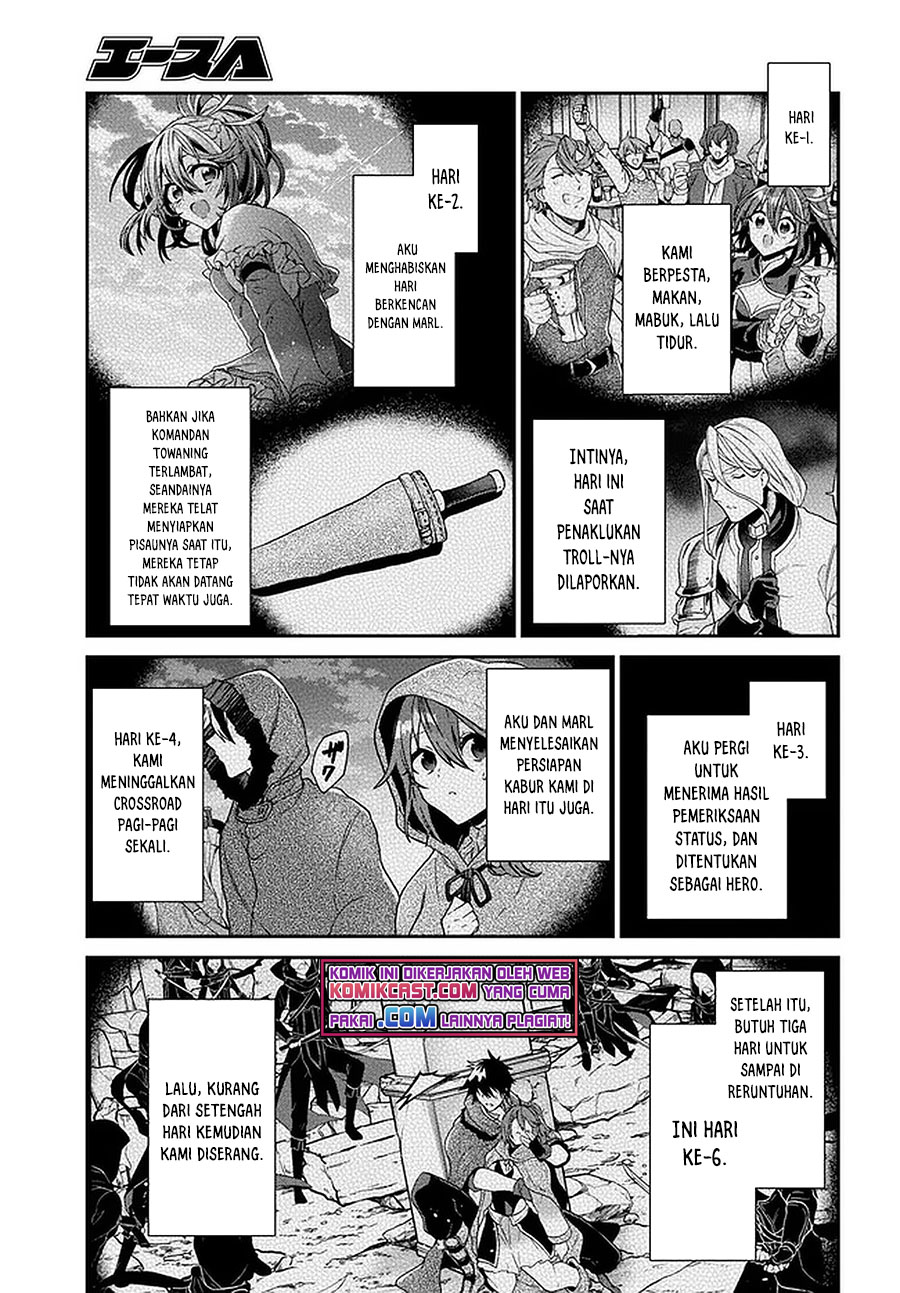 エースA
HARI
KE-1.
KAMI
BERPESTA,
MAKAN,
MABUK, LALU
TIDUR.
INTINYA,
HARI INI
SAAT
PENAKLUKAN
TROLL-NYA
DILAPORKAN.
HARI
KE-2.
AKU
MENGHABISKAN
HARI
BERKENCAN
DENGAN MARL.
BAHKAN JIKA
KOMANDAN
TOWANING
TERLAMBAT,
SEANDAINYA
MEREKA TELAT
MENYIAPKAN
PISAUNYA SAAT ITU,
MEREKA TETAP
TIDAK AKAN DATANG
TEPAT WAKTU JUGA.
HARI
KE-3.
AKU PERGI
UNTUK
MENERIMA HASIL
PEMERIKSAAN
STATUS, DAN
DITENTUKAN
SEBAGAI HERO.
AKU DAN MARL
MENYELESAIKAN
PERSIAPAN
KABUR KAMI DI
HARI ITU JUGA.
ザッ
HARI KE-4,
KAMI
MENINGGALKAN
CROSSROAD
PAGI-PAGI
SEKALI.
SETELAH ITU,
BUTUH TIGA
HARI UNTUK
SAMPAI DI
RERUNTUHAN.
INI HARI
KE-6.
KOMIK INI DIKERJAKAN OLEH WEB
KOMIKCAST.COM YANG CUMA
PAKAI .COM LAINNYA PLAGIAT!
LALU, KURANG
DARI SETENGAH
HARI KEMUDIAN
KAMI DISERANG.